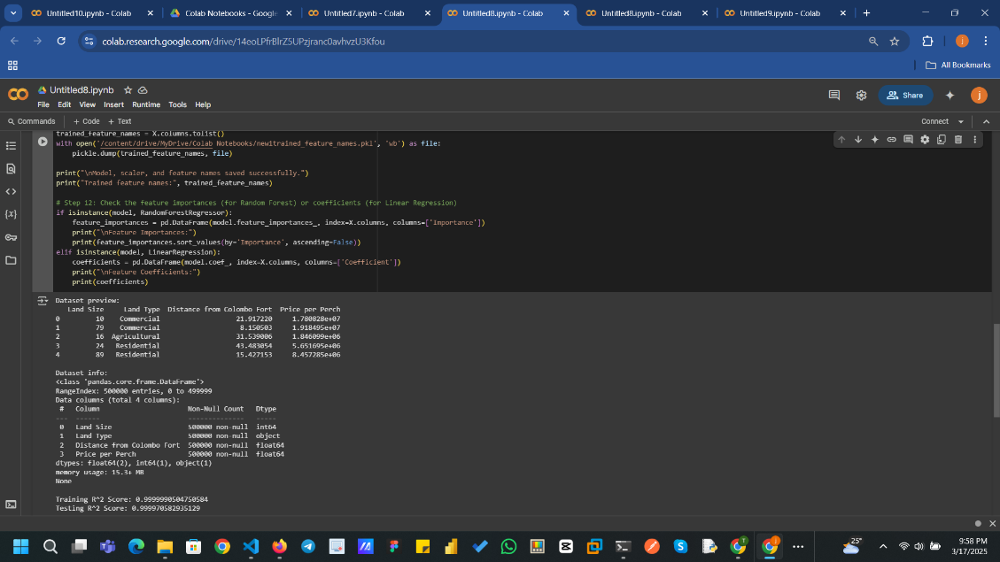 Untitled10.ipynb - Colab
Colab Notebooks - Google
Untitled7.ipynb - Colab
Untitled8.ipynb - Colab
Untitled8.ipynb - Colab
Untitled9.ipynb - Colab
colab.research.google.com/drive/14eoLPfrBlrZ5UPzjranc0avhvzU3Kfou
j
All Bookmarks
Untitled8.ipynb
File Edit View Insert Runtime Tools Help
Share
j
Commands + Code + Text
Connect
trained_feature_names = X.columns.tolist()
with open('/content/drive/MyDrive/Colab Notebooks/newitrained_feature_names.pkl', 'wb') as file:
    pickle.dump(trained_feature_names, file)
print("\nModel, scaler, and feature names saved successfully.")
print("Trained feature names:", trained_feature_names)
# Step 12: Check the feature importances (for Random Forest) or coefficients (for Linear Regression)
if isinstance(model, RandomForestRegressor):
    feature_importances = pd.DataFrame(model.feature_importances_, index=X.columns, columns=['Importance'])
    print("\nFeature Importances:")
    print(feature_importances.sort_values(by='Importance', ascending=False))
elif isinstance(model, LinearRegression):
    coefficients = pd.DataFrame(model.coef_, index=X.columns, columns=['Coefficient'])
    print("\nFeature Coefficients:")
    print(coefficients)
Dataset preview:
   Land Size     Land Type  Distance from Colombo Fort  Price per Perch
0         10    Commercial                   21.917220     1.780828e+07
1         79    Commercial                    8.150503     1.918495e+07
2         16  Agricultural                   31.539006     1.846099e+06
3         24   Residential                   43.483054     5.651695e+06
4         89   Residential                   15.427153     8.457285e+06
Dataset info:
<class 'pandas.core.frame.DataFrame'>
RangeIndex: 500000 entries, 0 to 499999
Data columns (total 4 columns):
 #   Column                      Non-Null Count   Dtype
---  ------                      --------------   -----
 0   Land Size                   500000 non-null  int64
 1   Land Type                   500000 non-null  object
 2   Distance from Colombo Fort  500000 non-null  float64
 3   Price per Perch             500000 non-null  float64
dtypes: float64(2), int64(1), object(1)
memory usage: 15.3+ MB
None
Training R^2 Score: 0.9999990504750584
Testing R^2 Score: 0.999970582935129
25°
9:58 PM
3/17/2025